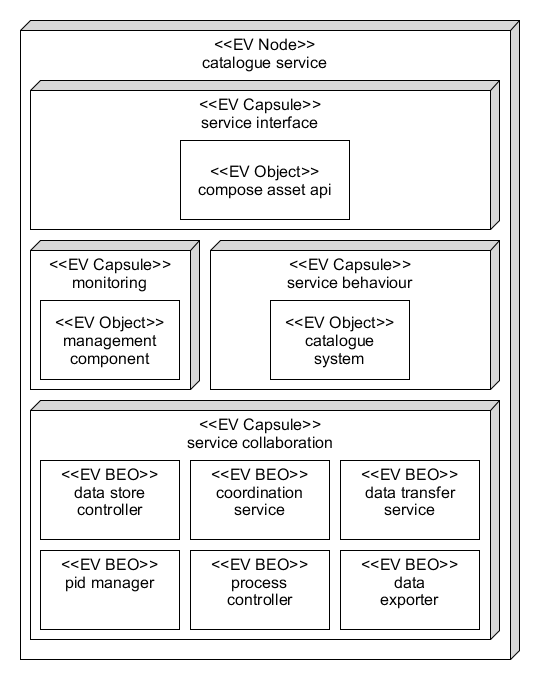 <<EV Node>>
catalogue service
<<EV Capsule>>
service interface
<<EV Object>>
compose asset api
<<EV Capsule>>
monitoring
<<EV Object>>
management
component
<<EV Capsule>>
service behaviour
<<EV Object>>
catalogue
system
<<EV Capsule>>
service collaboration
<<EV BEO>>
data store
controller
<<EV BEO>>
coordination
service
<<EV BEO>>
data transfer
service
<<EV BEO>>
pid manager
<<EV BEO>>
process
controller
<<EV BEO>>
data
exporter